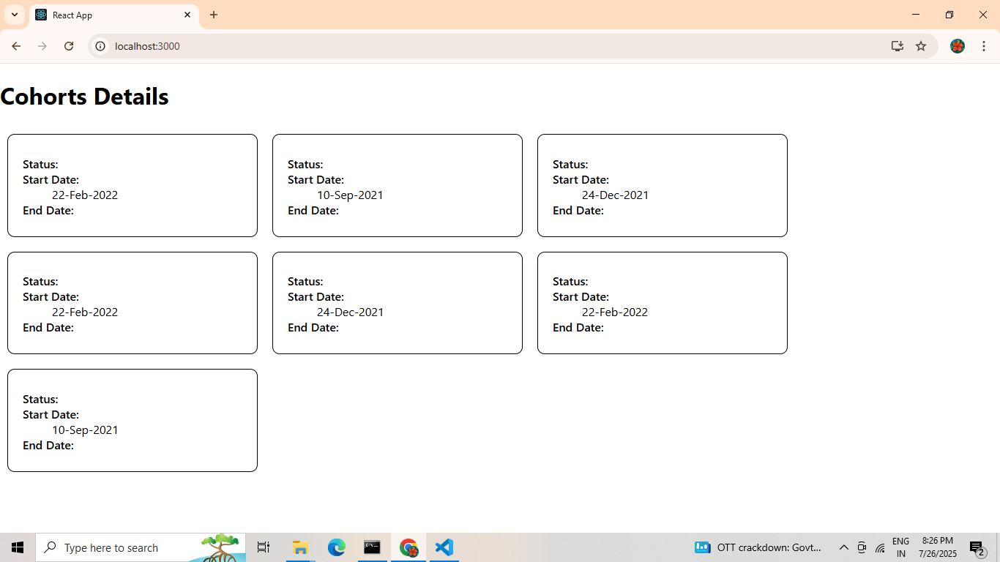 React App
localhost:3000
Cohorts Details
Status:
Start Date:
22-Feb-2022
End Date:
Status:
Start Date:
10-Sep-2021
End Date:
Status:
Start Date:
24-Dec-2021
End Date:
Status:
Start Date:
22-Feb-2022
End Date:
Status:
Start Date:
24-Dec-2021
End Date:
Status:
Start Date:
22-Feb-2022
End Date:
Status:
Start Date:
10-Sep-2021
End Date:
Type here to search
OTT crackdown: Govt...
ENG
IN
8:26 PM
7/26/2025
2